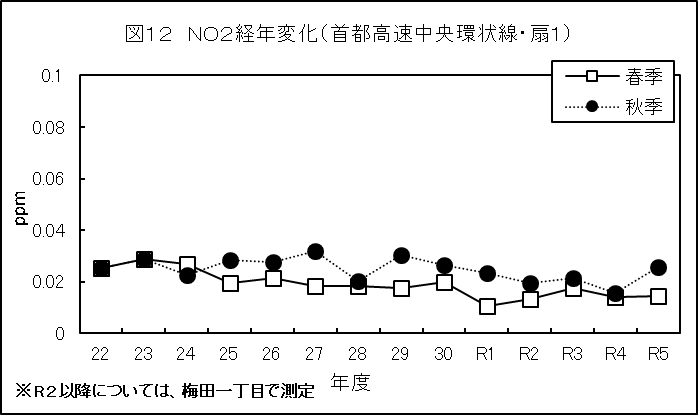 図12　NO2経年変化（首都高速中央環状線・扇1）
春季
秋季
0.1
0.08
0.06
0.04
0.02
0
ppm
22 23 24 25 26 27 28 29 30 R1 R2 R3 R4 R5
年度
※R2以降については、梅田一丁目で測定